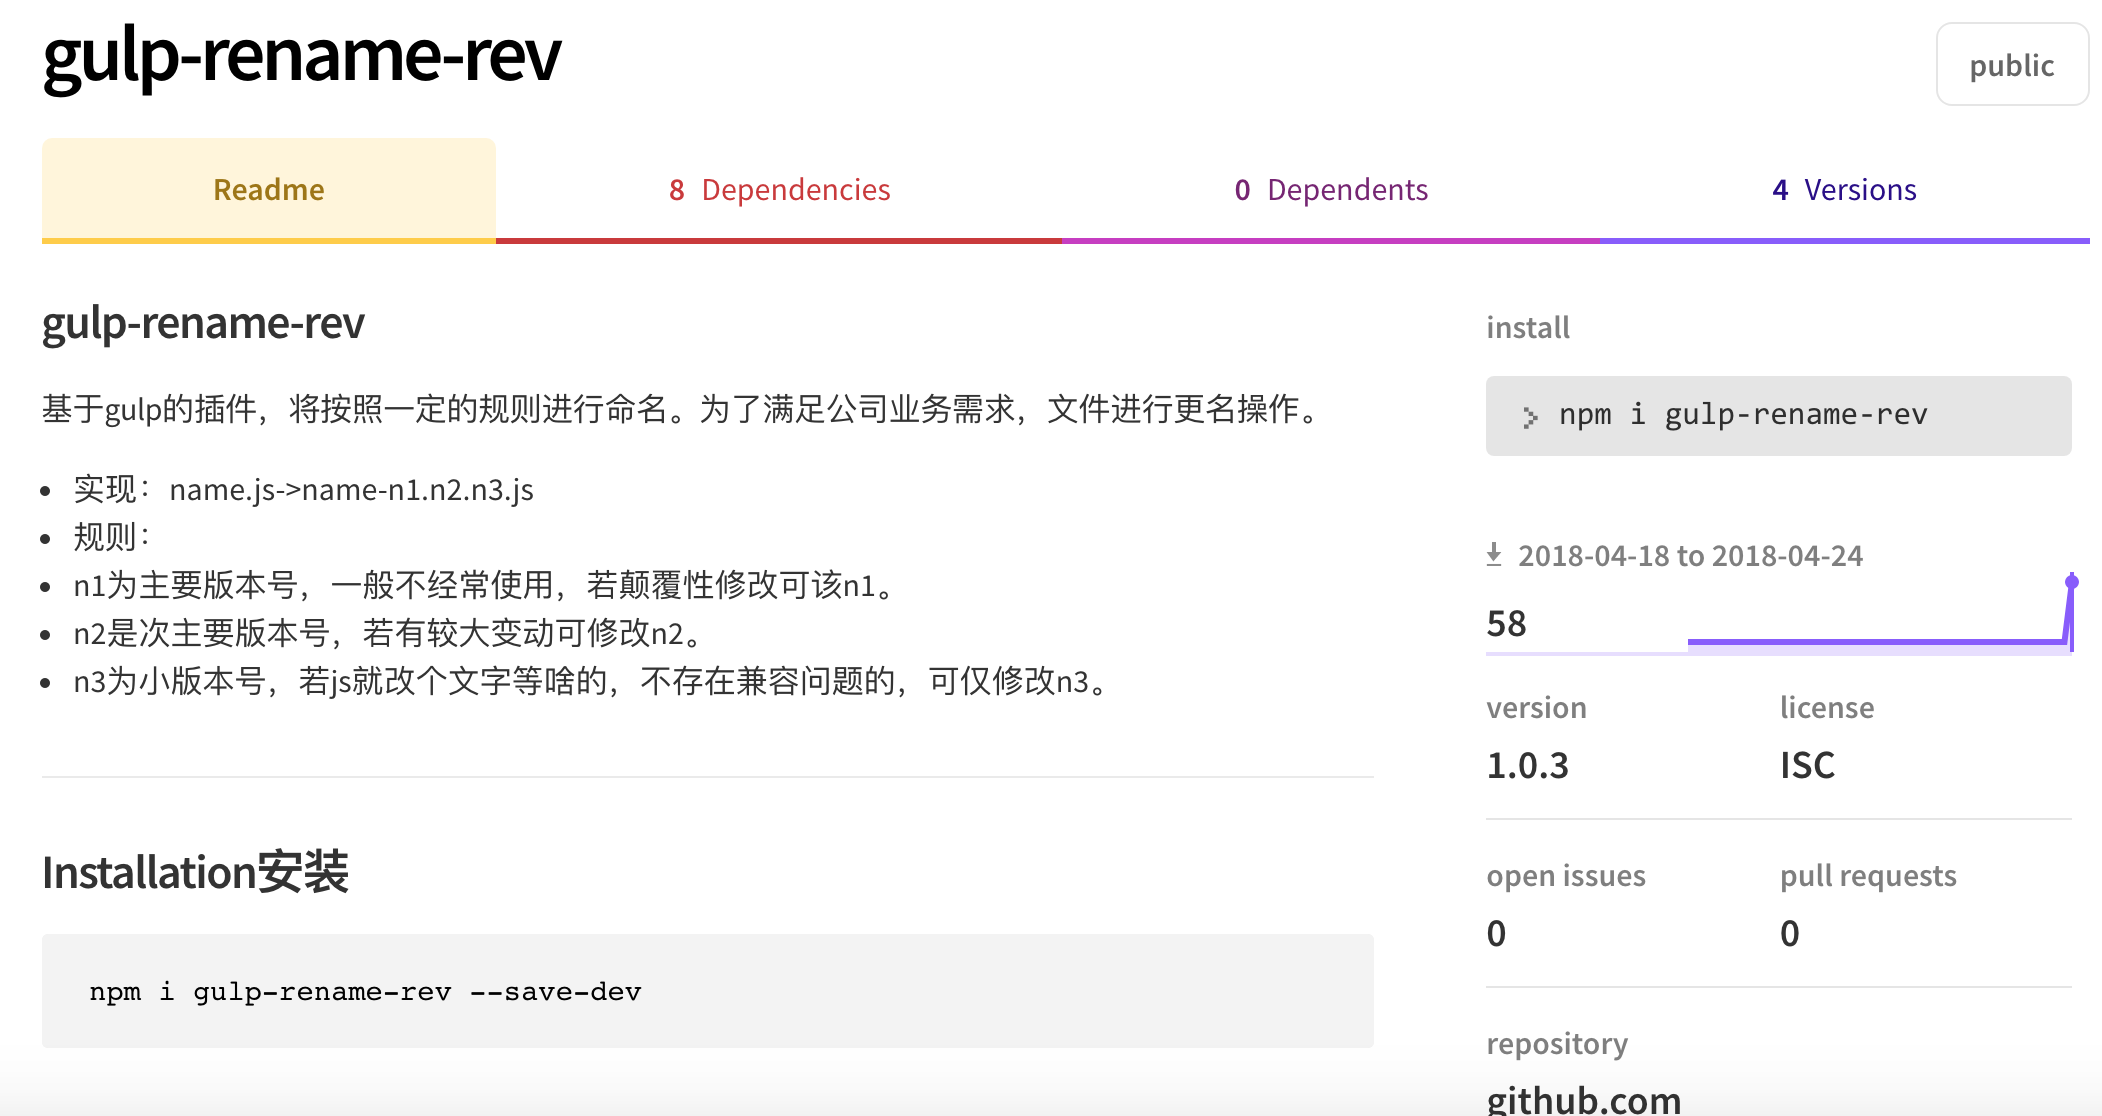 gulp-rename-rev
public
Readme
8 Dependencies
0 Dependents
4 Versions
gulp-rename-rev
基于gulp的插件，将按照一定的规则进行命名。为了满足公司业务需求，文件进行更名操作。
实现：name.js->name-n1.n2.n3.js
规则：
n1为主要版本号，一般不经常使用，若颠覆性修改可该n1。
n2是次主要版本号，若有较大变动可修改n2。
n3为小版本号，若js就改个文字等啥的，不存在兼容问题的，可仅修改n3。
Installation安装
npm i gulp-rename-rev --save-dev
install
npm i gulp-rename-rev
2018-04-18 to 2018-04-24
58
version
license
1.0.3
ISC
open issues
pull requests
0
0
repository
github.com